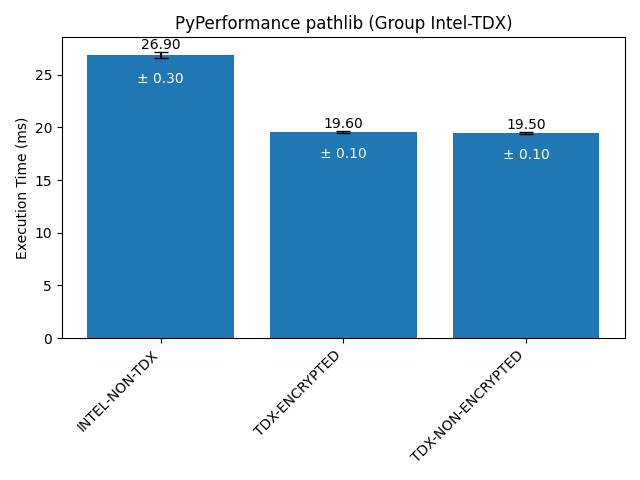 PyPerformance pathlib (Group Intel-TDX)
Execution Time (ms)
25
20
15
10
5
0
26.90
± 0.30
19.60
± 0.10
19.50
± 0.10
INTEL-NON-TDX
TDX-ENCRYPTED
TDX-NON-ENCRYPTED